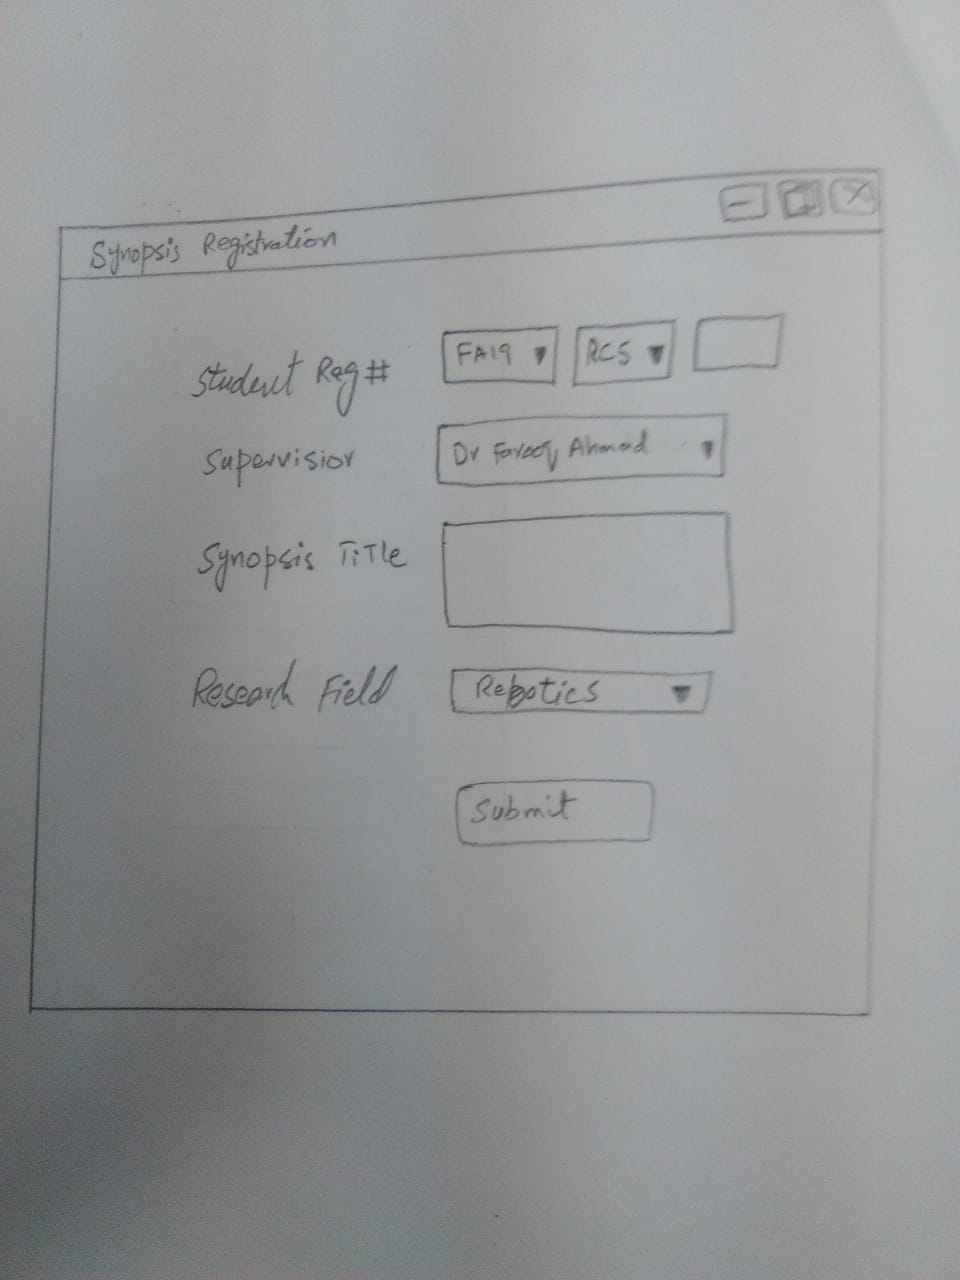 Synopsis Registration
Student Reg# FA19 RCS
Supervisior Dr Farooq Ahmad
Synopsis Title
Research Field Robotics
Submit